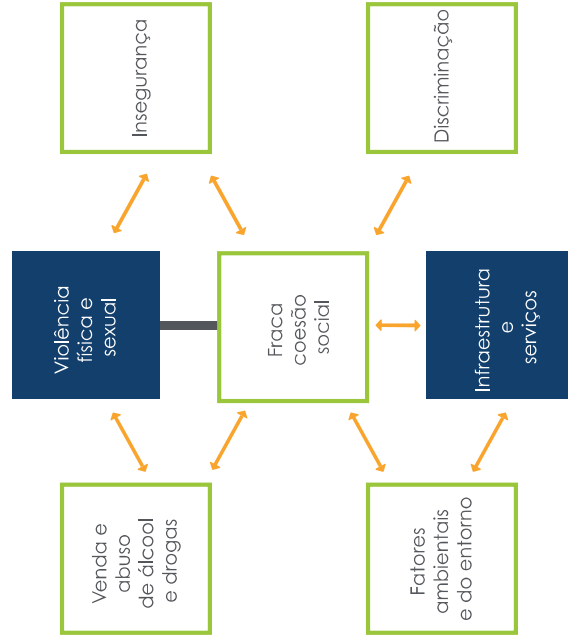 Venda e
abuso
de álcool
e drogas
Violência
física e
sexual
Insegurança
Fraca
coesão
social
Fatores
ambientais
e do entorno
Infraestrutura
e
serviços
Discriminação